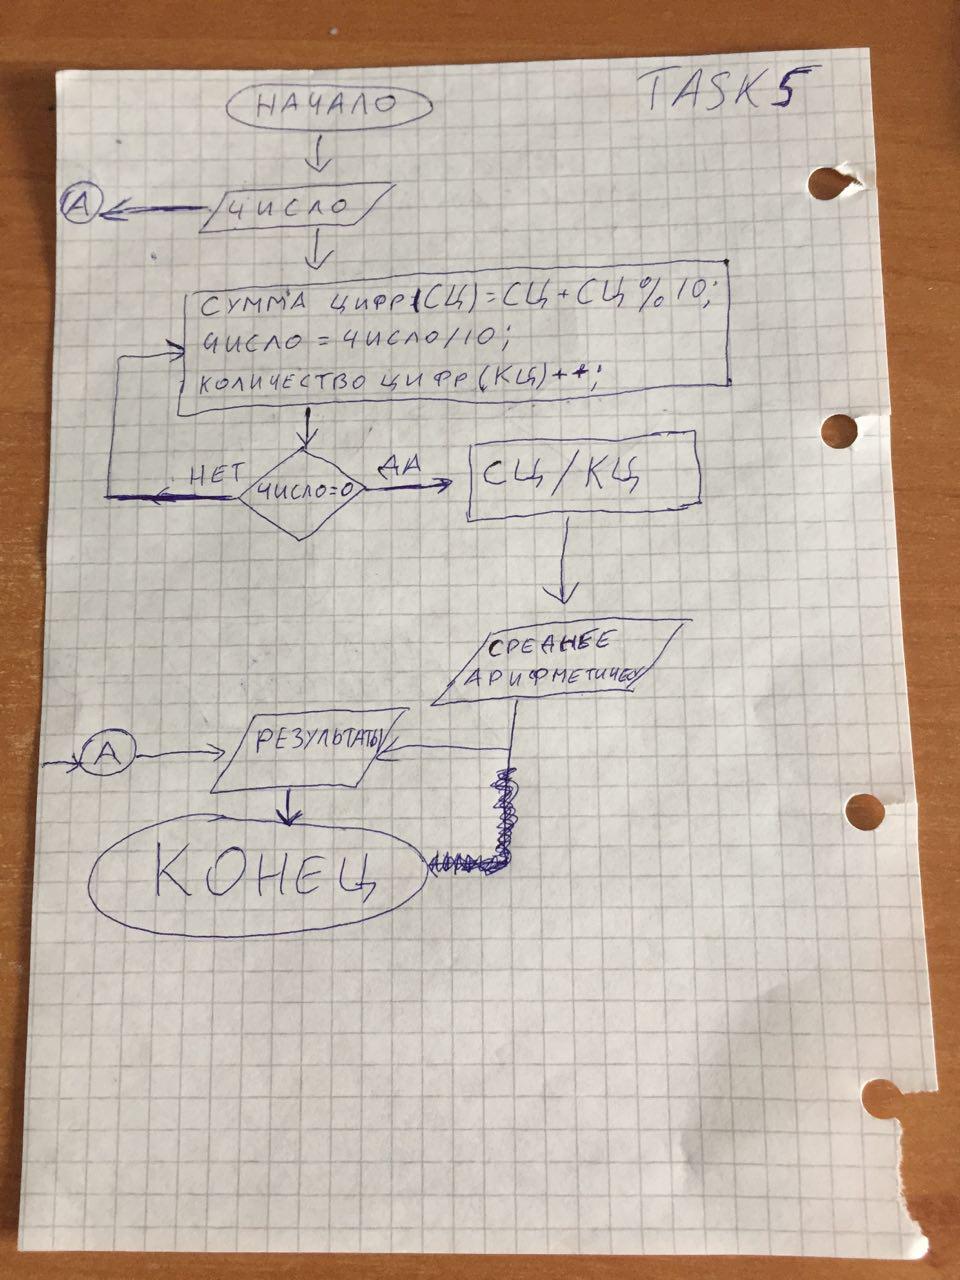 TASK 5
НАЧАЛО
А
ЧИСЛО
СУММА ЦИФР (СЦ)=СЦ+СЦ%10;
ЧИСЛО=ЧИСЛО/10;
КОЛИЧЕСТВО ЦИФР(КЦ)++;
НЕТ
ЧИСЛО=0
ДА
СЦ/КЦ
СРЕДНЕЕ
АРИФМЕТИЧЕС
А
РЕЗУЛЬТАТЫ
КОНЕЦ